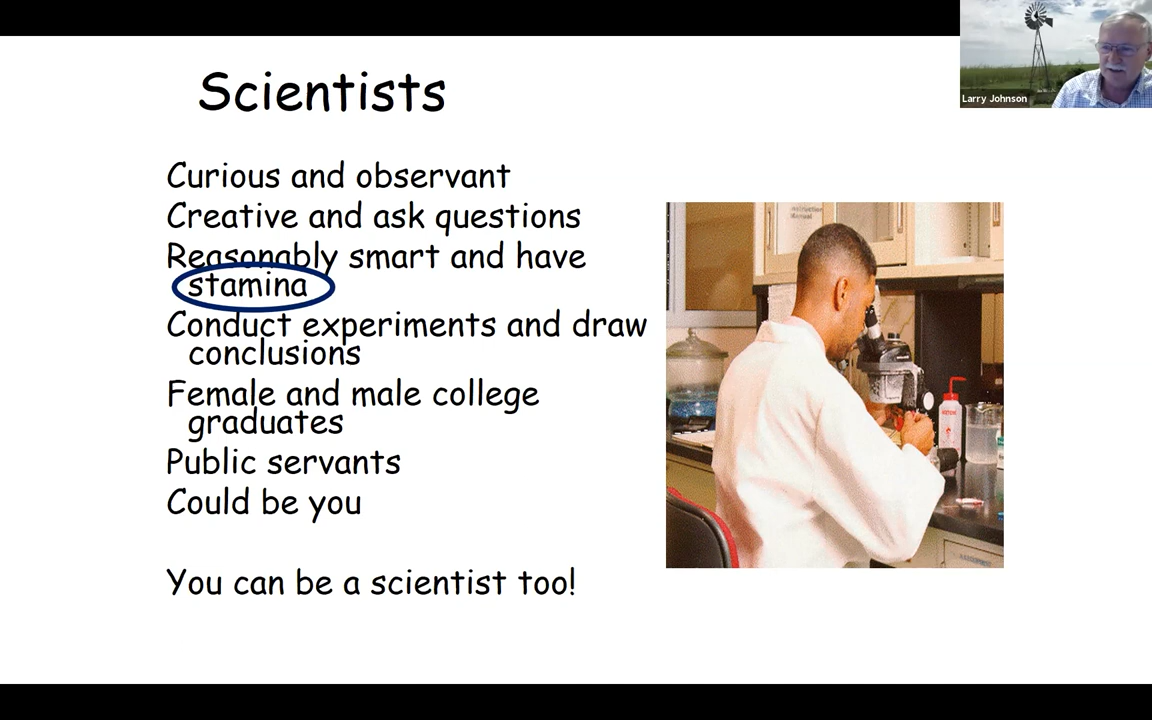 Scientists
Curious and observant
Creative and ask questions
Reasonably smart and have
stamina
Conduct experiments and draw
conclusions
Female and male college
graduates
Public servants
Could be you
You can be a scientist too!
Larry Johnson
Manual